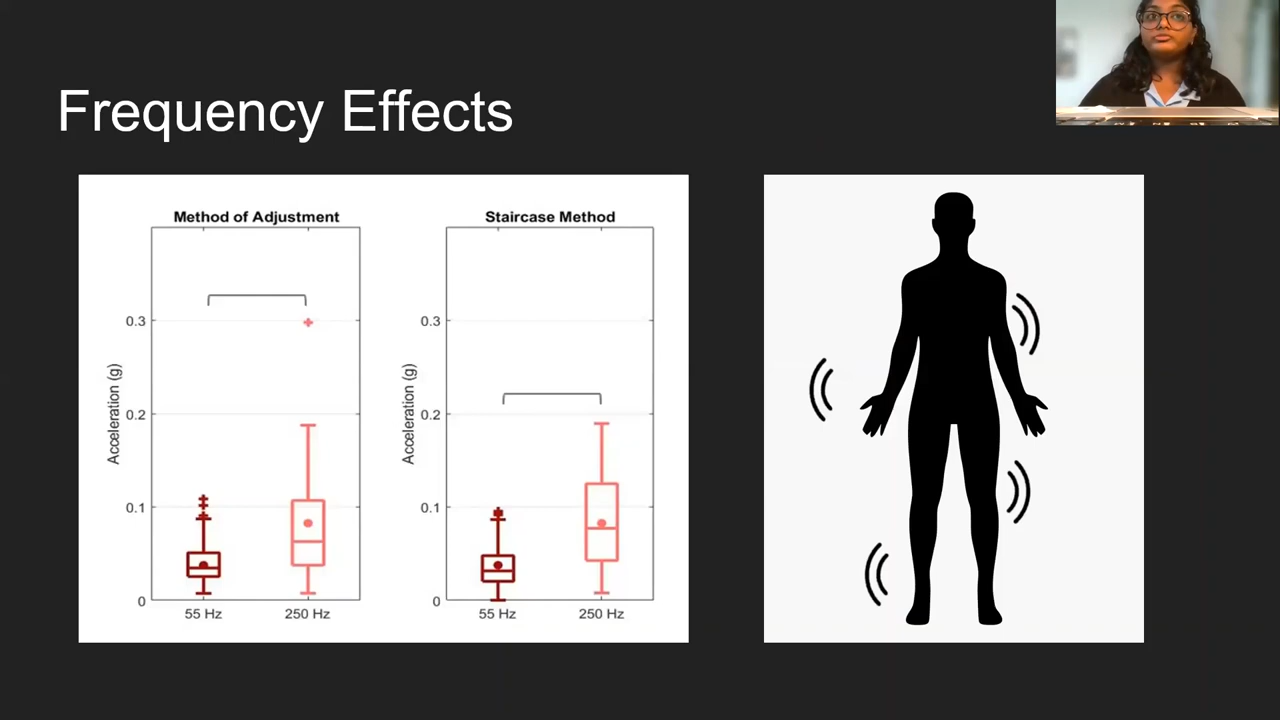 Frequency Effects
Method of Adjustment
Acceleration (g)
0.3
0.2
0.1
0
55 Hz
250 Hz
Staircase Method
Acceleration (g)
0.3
0.2
0.1
0
55 Hz
250 Hz